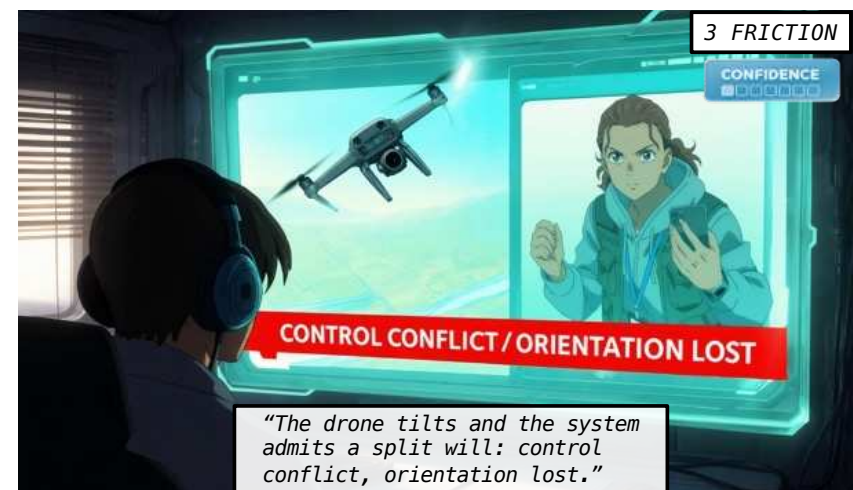 3 FRICTION
CONFIDENCE
CONTROL CONFLICT / ORIENTATION LOST
“The drone tilts and the system
admits a split will: control
conflict, orientation lost.”